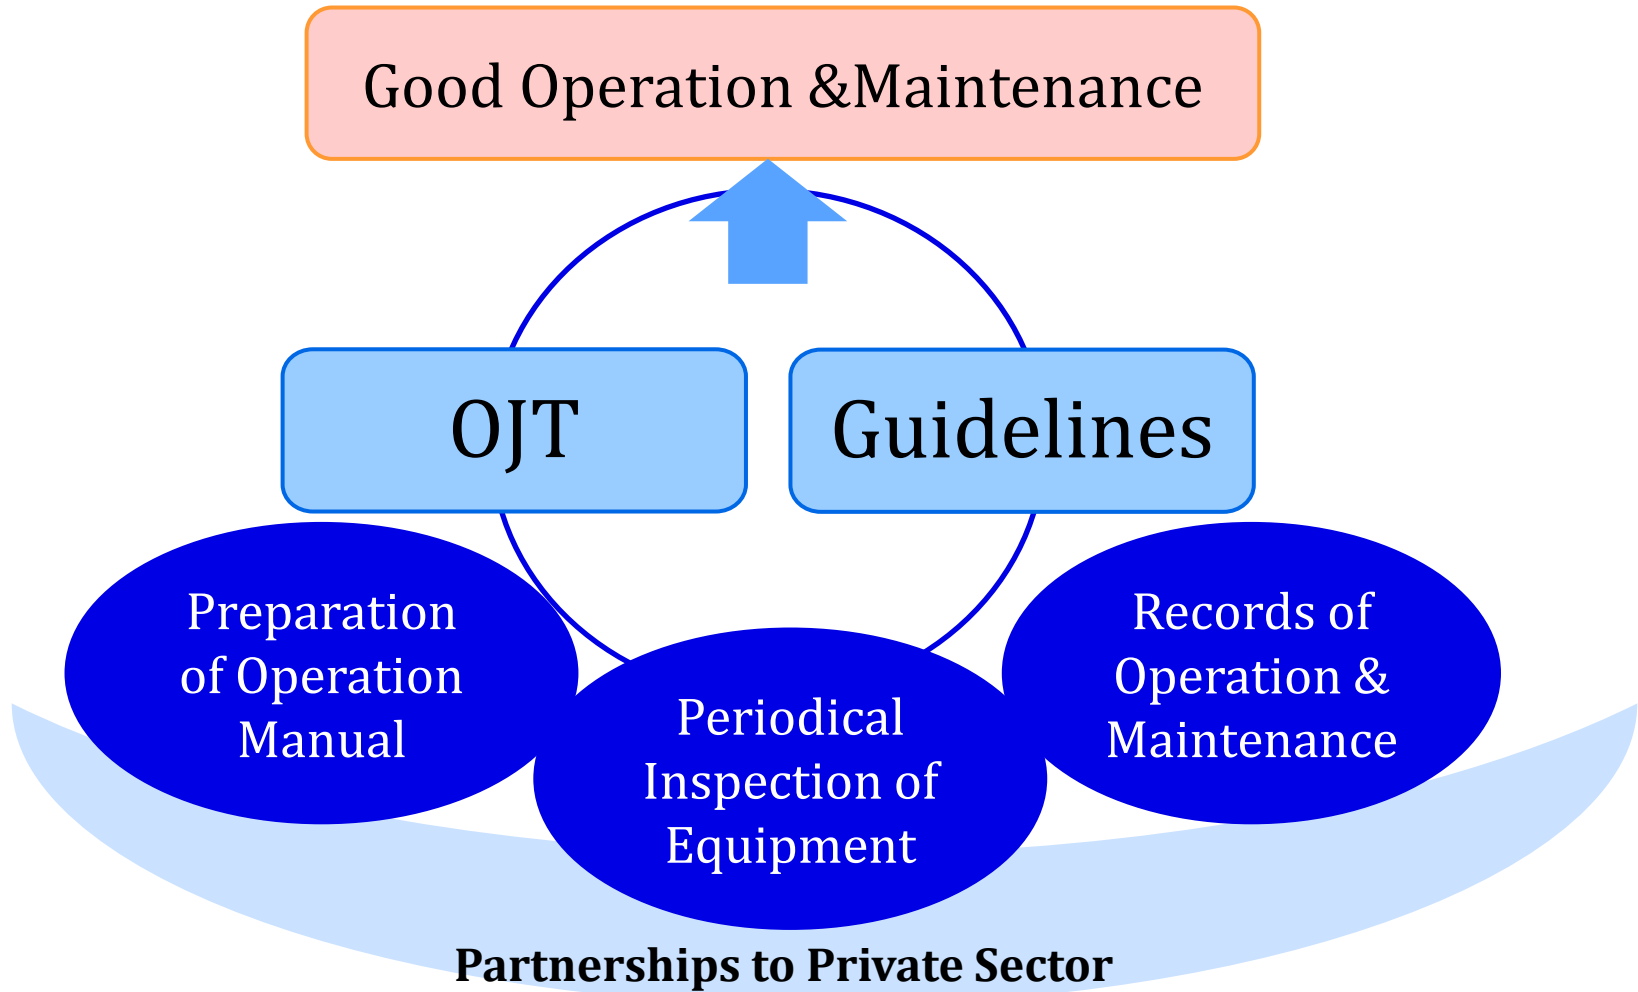 Good Operation &Maintenance
OJT
Guidelines
Preparation
of Operation
Manual
Periodical
Inspection of
Equipment
Records of
Operation &
Maintenance
Partnerships to Private Sector